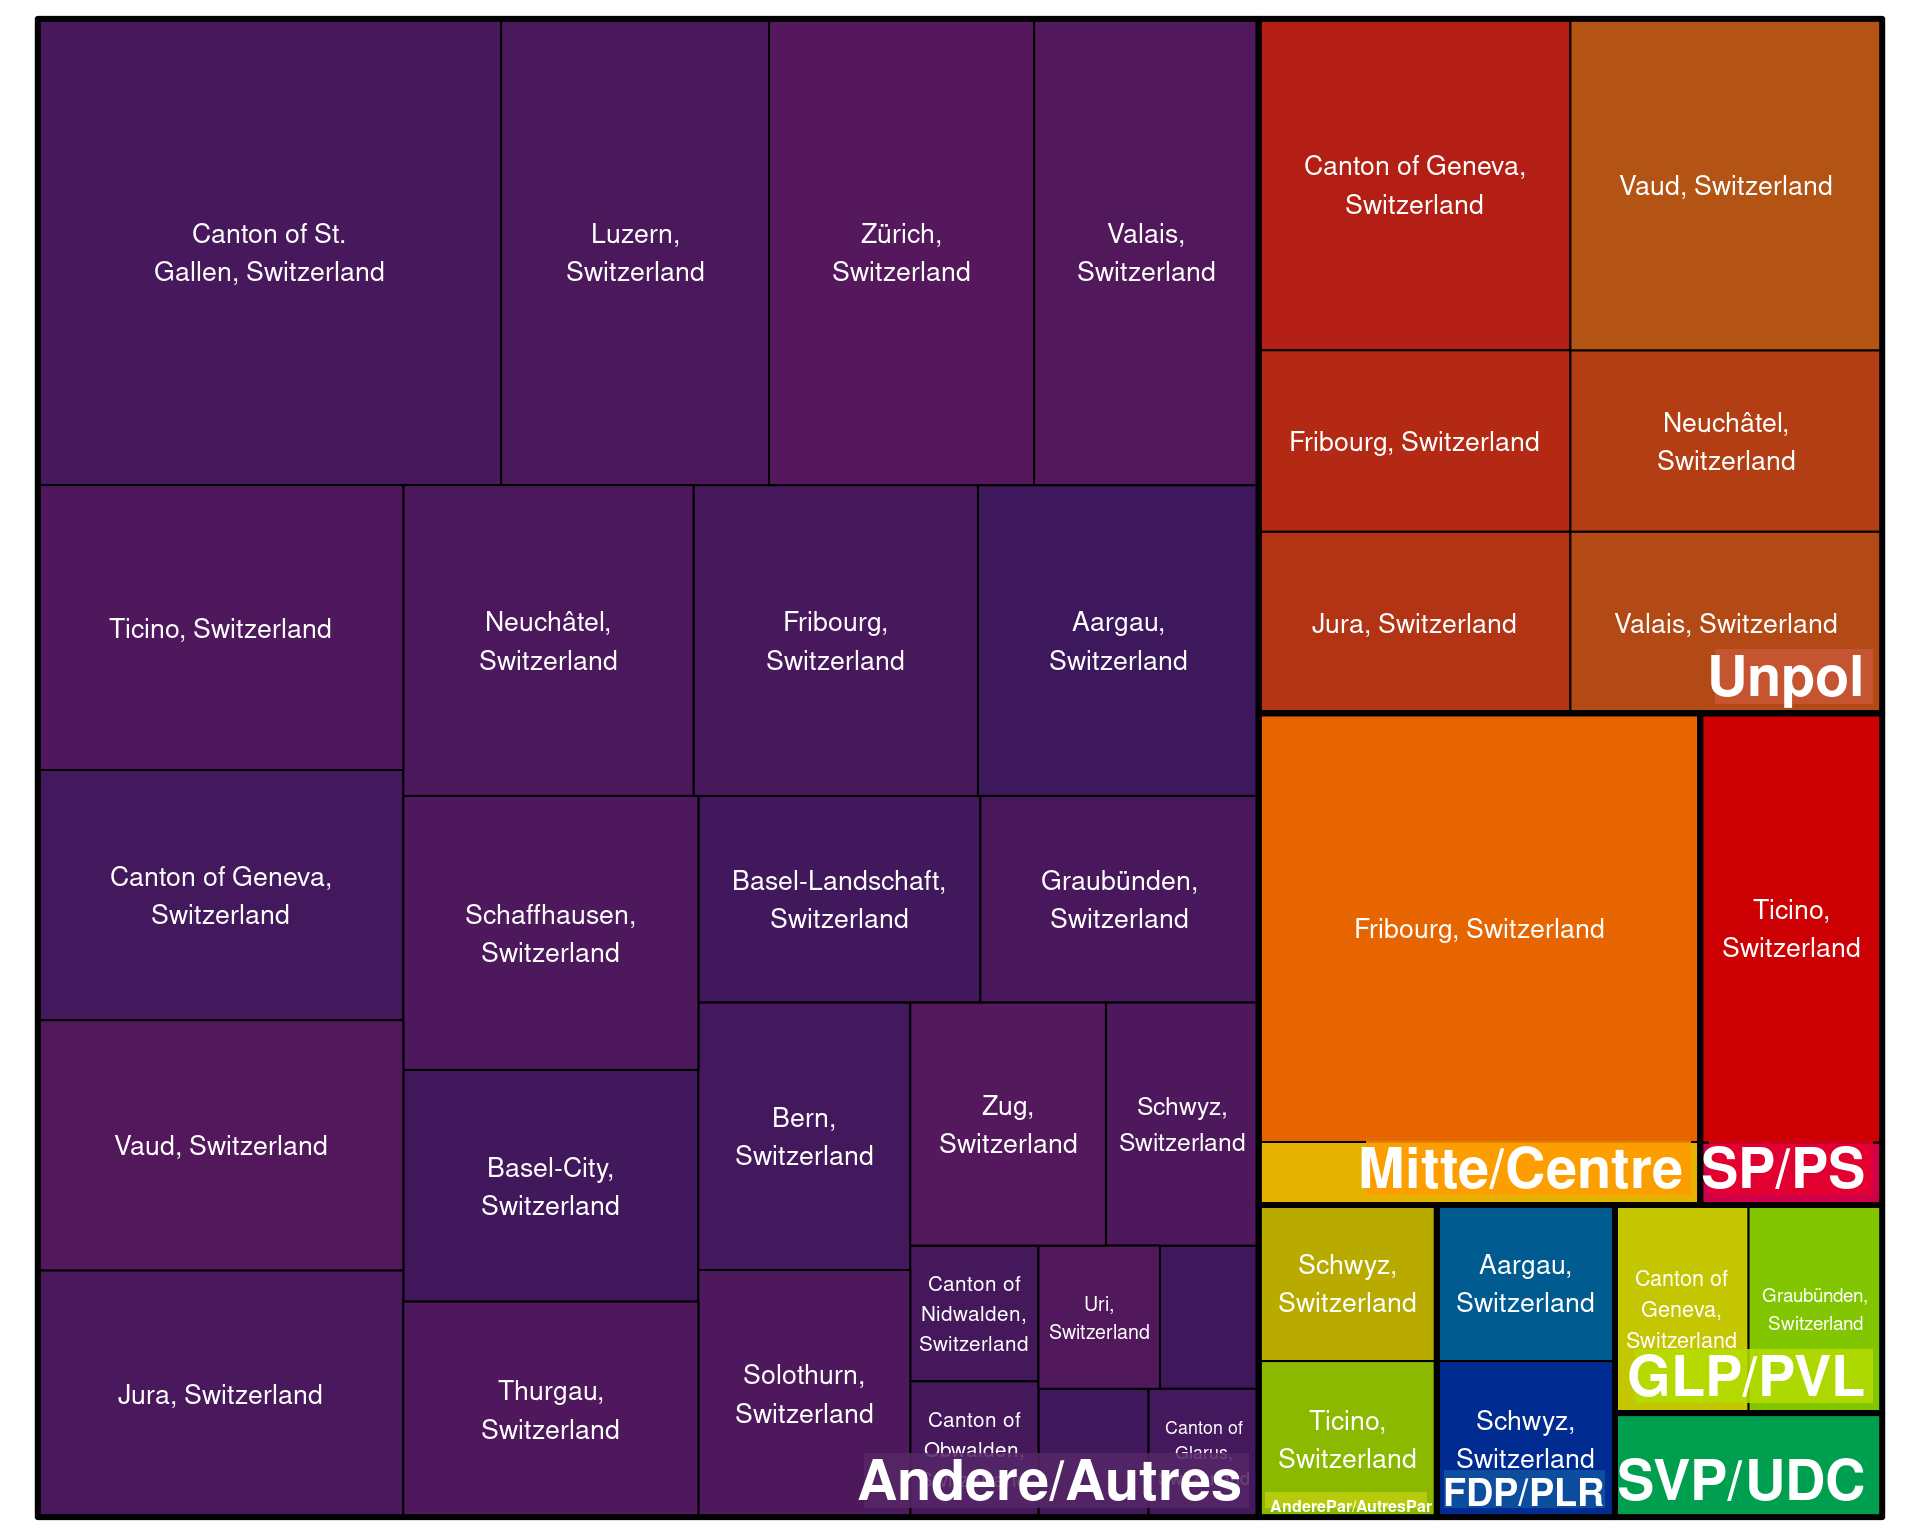 Canton of St.
Gallen, Switzerland
Luzern,
Switzerland
Zürich,
Switzerland
Valais,
Switzerland
Ticino, Switzerland
Neuchâtel,
Switzerland
Fribourg,
Switzerland
Aargau,
Switzerland
Canton of Geneva,
Switzerland
Schaffhausen,
Switzerland
Basel-Landschaft,
Switzerland
Graubünden,
Switzerland
Vaud, Switzerland
Basel-City,
Switzerland
Bern,
Switzerland
Zug,
Switzerland
Schwyz,
Switzerland
Jura, Switzerland
Thurgau,
Switzerland
Solothurn,
Switzerland
Canton of
Nidwalden,
Switzerland
Uri,
Switzerland
Canton of
Obwalden,
Canton of
Glarus,
Andere/Autres
Canton of Geneva,
Switzerland
Vaud, Switzerland
Fribourg, Switzerland
Neuchâtel,
Switzerland
Jura, Switzerland
Valais, Switzerland
Unpol
Fribourg, Switzerland
Mitte/Centre
Ticino,
Switzerland
SP/PS
Schwyz,
Switzerland
Ticino,
Switzerland
AnderePar/AutresPar
Aargau,
Switzerland
Schwyz,
Switzerland
FDP/PLR
Canton of
Geneva,
Switzerland
Graubünden,
Switzerland
GLP/PVL
SVP/UDC